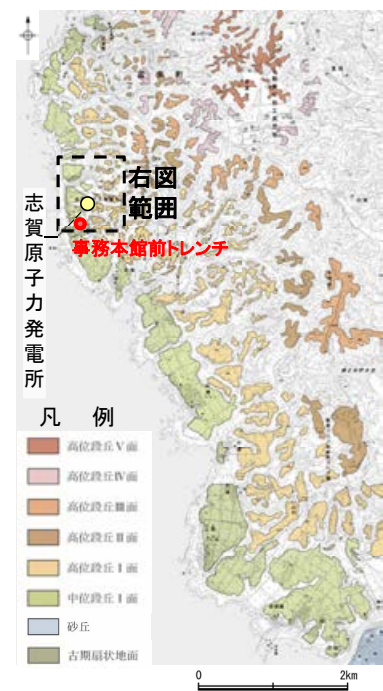 右図
範囲
志賀原子力発電所
事務本館前トレンチ
凡 例
高位段丘Ⅴ面
高位段丘Ⅳ面
高位段丘Ⅲ面
高位段丘Ⅱ面
高位段丘Ⅰ面
中位段丘Ⅰ面
砂丘
古期扇状地面
0 2km